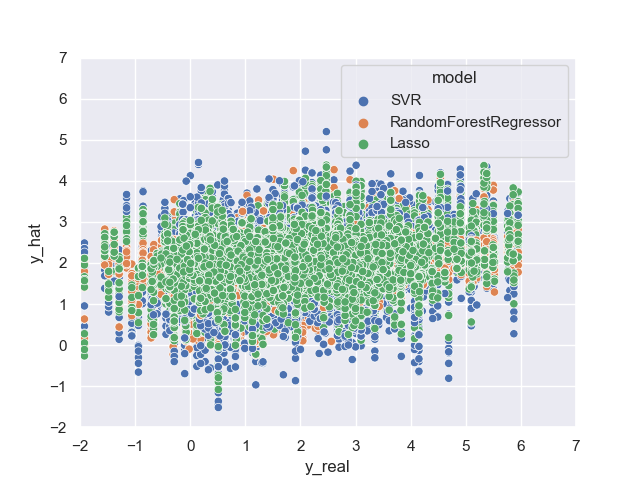 7
6
5
4
3
2
1
0
−1
−2
y_hat
model
SVR
RandomForestRegressor
Lasso
−2 −1 0 1 2 3 4 5 6 7
y_real